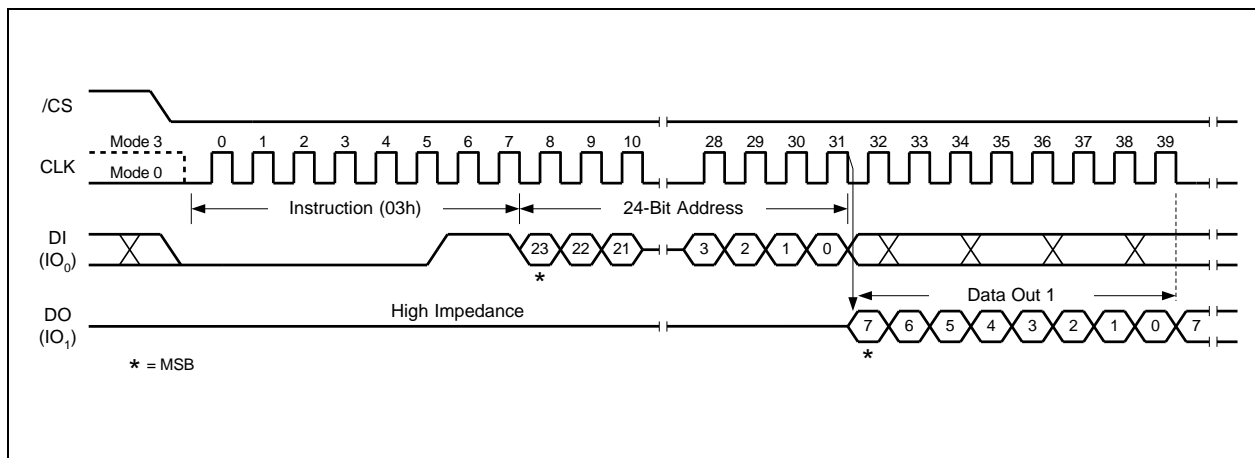 /CS
Mode 3 0 1 2 3 4 5 6 7 8 9 10 28 29 30 31 32 33 34 35 36 37 38 39
CLK Mode 0
Instruction (03h) 24-Bit Address
DI
(IO0)
23 22 21 3 2 1 0
*
High Impedance Data Out 1
DO
(IO1)
7 6 5 4 3 2 1 0 7
*
* = MSB